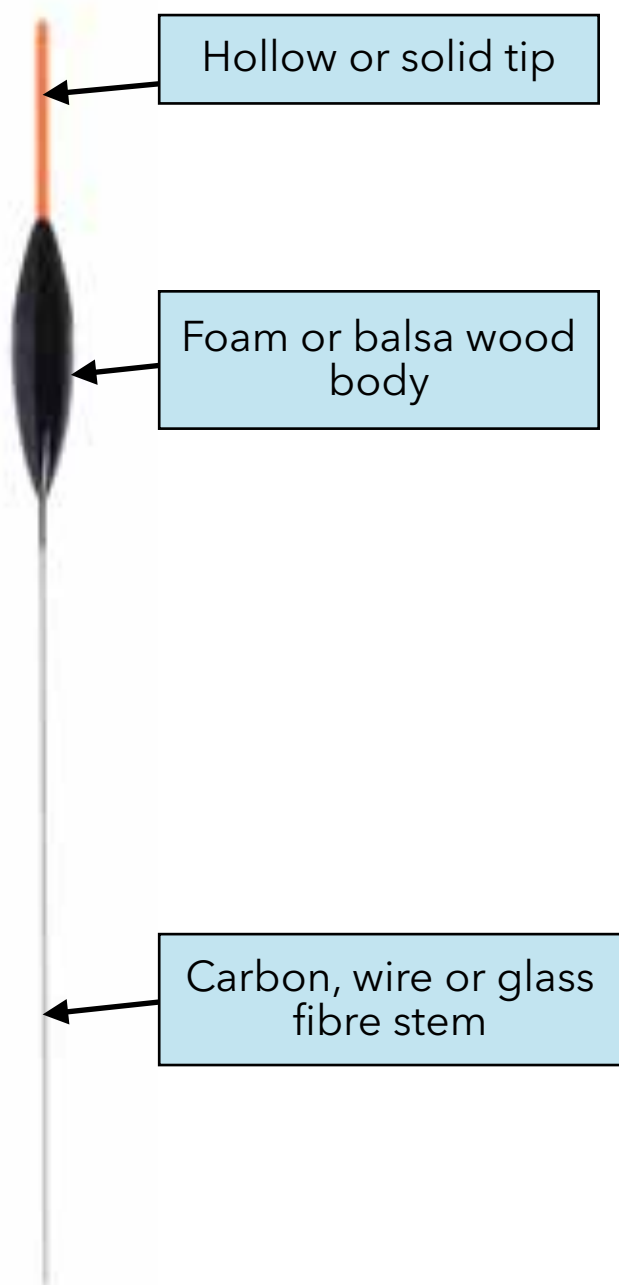 Hollow or solid tip
Foam or balsa wood
body
Carbon, wire or glass
fibre stem